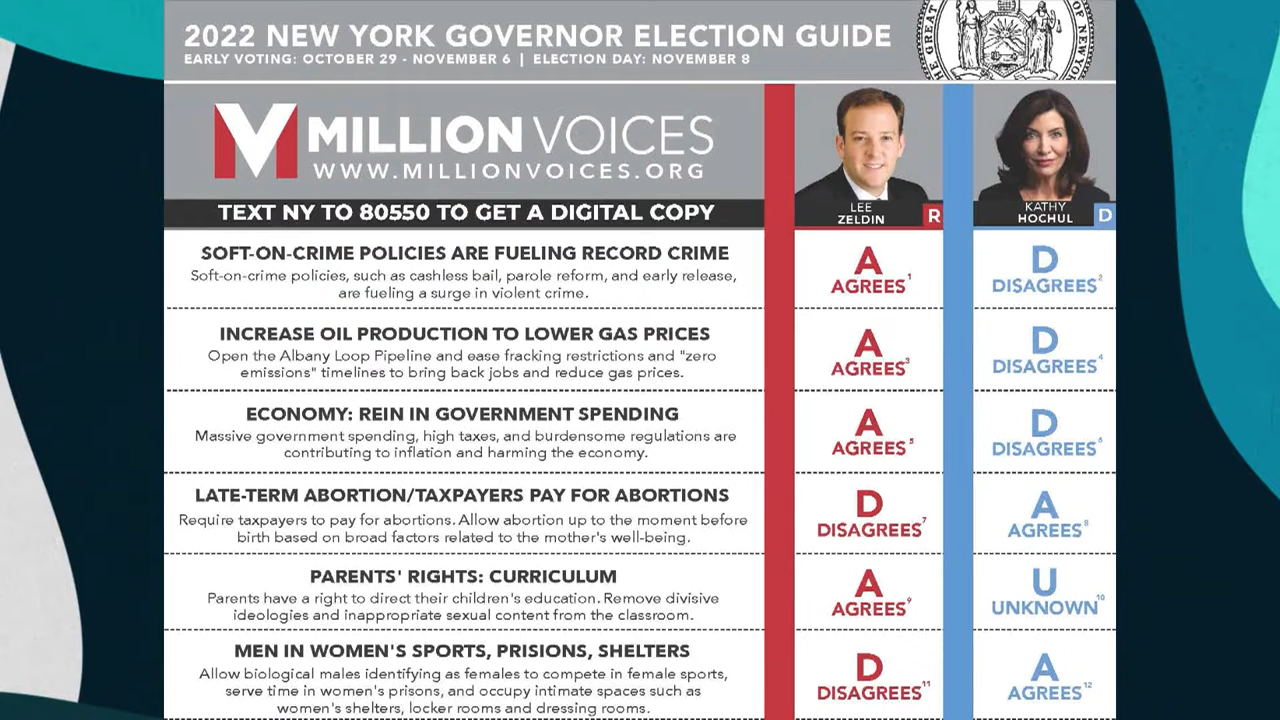 2022 NEW YORK GOVERNOR ELECTION GUIDE
EARLY VOTING: OCTOBER 29 - NOVEMBER 6 | ELECTION DAY: NOVEMBER 8
THE GREAT
OF NEW YORK
M MILLION VOICES
WWW.MILLIONVOICES.ORG
TEXT NY TO 80550 TO GET A DIGITAL COPY
LEE
ZELDIN
R
KATHY
HOCHUL
D
SOFT-ON-CRIME POLICIES ARE FUELING RECORD CRIME
Soft-on-crime policies, such as cashless bail, parole reform, and early release,
are fueling a surge in violent crime.
A
AGREES1
D
DISAGREES2
INCREASE OIL PRODUCTION TO LOWER GAS PRICES
Open the Albany Loop Pipeline and ease fracking restrictions and "zero
emissions" timeline to bring back jobs and reduce gas prices.
A
AGREES3
D
DISAGREES4
ECONOMY: REIN IN GOVERNMENT SPENDING
Massive government spending, high taxes, and burdensome regulations are
contributing to inflation and harming the economy.
A
AGREES5
D
DISAGREES6
LATE-TERM ABORTION/TAXPAYERS PAY FOR ABORTIONS
Require taxpayers to pay for abortions. Allow abortion up to the moment before
birth based on broad factors related to the mother's well-being.
D
DISAGREES7
A
AGREES8
PARENTS' RIGHTS: CURRICULUM
Parents have a right to direct their children's education. Remove divisive
ideologies and inappropriate sexual content from the classroom.
A
AGREES9
U
UNKNOWN10
MEN IN WOMEN'S SPORTS, PRISIONS, SHELTERS
Allow biological males identifying as females to compete in female sports,
serve time in women's prisons, and occupy intimate spaces such as
women's shelters, locker rooms and dressing rooms.
D
DISAGREES11
A
AGREES12